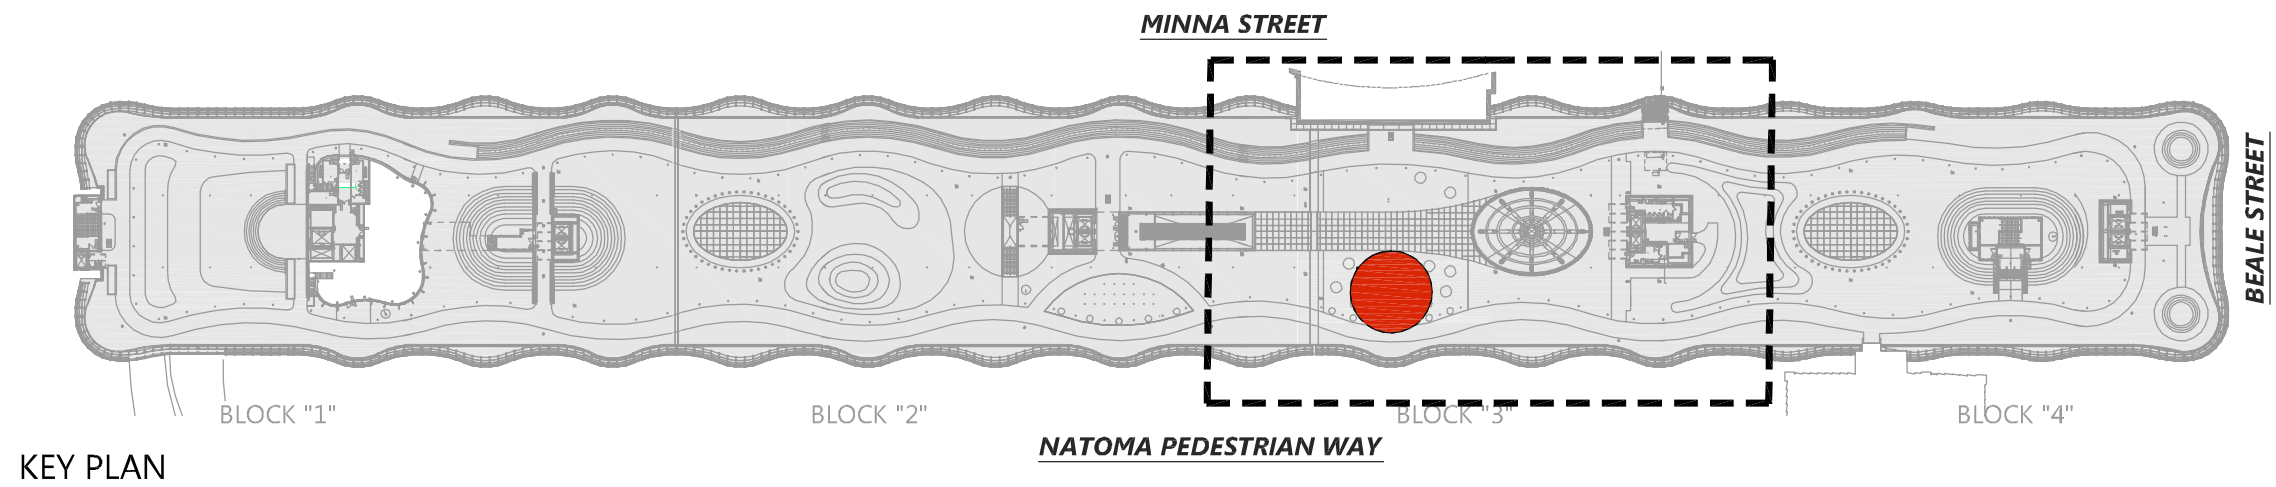 MINNA STREET
BEALE STREET
BLOCK "1"
BLOCK "2"
BLOCK "3"
BLOCK "4"
NATOMA PEDESTRIAN WAY
KEY PLAN